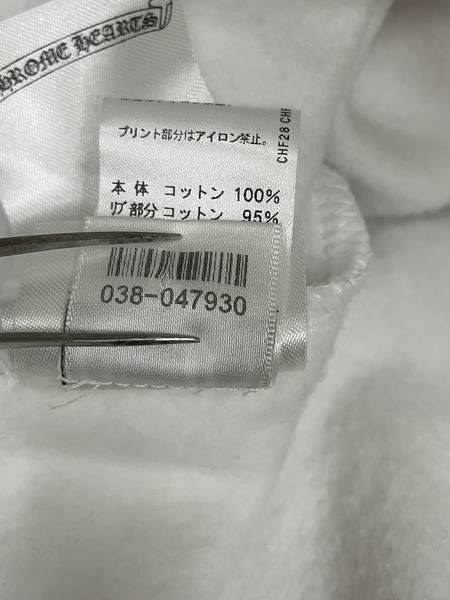 CHROME HEARTS
プリント部分はアイロン禁止。
CHF28 CHF
本体 コットン 100%
ﾘﾌﾞ部分コットン 95%
038-047930